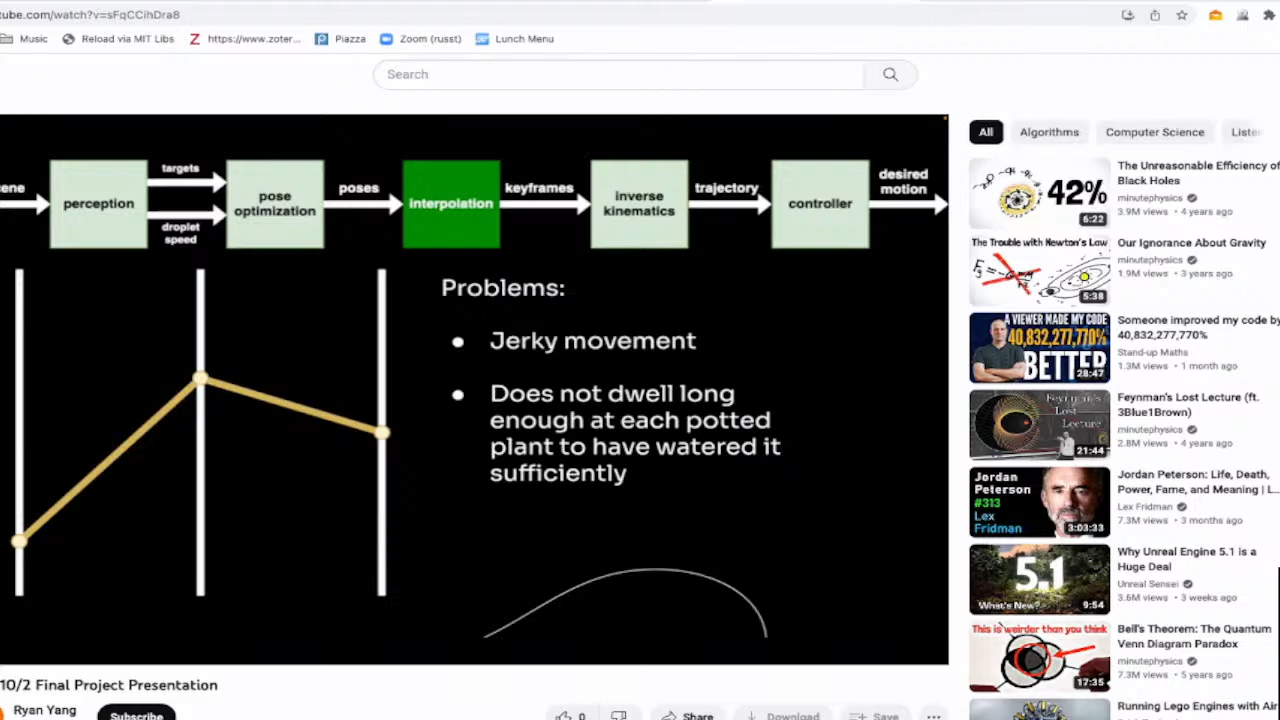 tube.com/watch?v=sFqCCihDra8
Music Reload via MIT Libs https://www.zoter... Piazza Zoom (russt) Lunch Menu
Search
ene
perception
targets
droplet
speed
pose
optimization
poses
interpolation
keyframes
inverse
kinematics
trajectory
controller
desired
motion
Problems:
Jerky movement
Does not dwell long
enough at each potted
plant to have watered it
sufficiently
10/2 Final Project Presentation
Ryan Yang
Subscribe
0
Share
Download
Save
All Algorithms Computer Science Liste
42%
6:22
The Unreasonable Efficiency of
Black Holes
minutephysics
3.9M views • 4 years ago
The Trouble with Newton's Law
5:38
Our Ignorance About Gravity
minutephysics
1.9M views • 3 years ago
A VIEWER MADE MY CODE
40,832,277,770%
BETTER
28:47
Someone improved my code by
40,832,277,770%
Stand-up Maths
1.3M views • 1 month ago
Feynman's
Lost
Lecture
21:44
Feynman's Lost Lecture (ft.
3Blue1Brown)
minutephysics
2.8M views • 4 years ago
Jordan
Peterson
#313
Lex
Fridman
3:03:33
Jordan Peterson: Life, Death,
Power, Fame, and Meaning | L...
Lex Fridman
7.3M views • 3 months ago
5.1
What's New?
9:54
Why Unreal Engine 5.1 is a
Huge Deal
Unreal Sensei
3.6M views • 3 weeks ago
This is weirder than you think
17:35
Bell's Theorem: The Quantum
Venn Diagram Paradox
minutephysics
7.3M views • 5 years ago
Running Lego Engines with Air